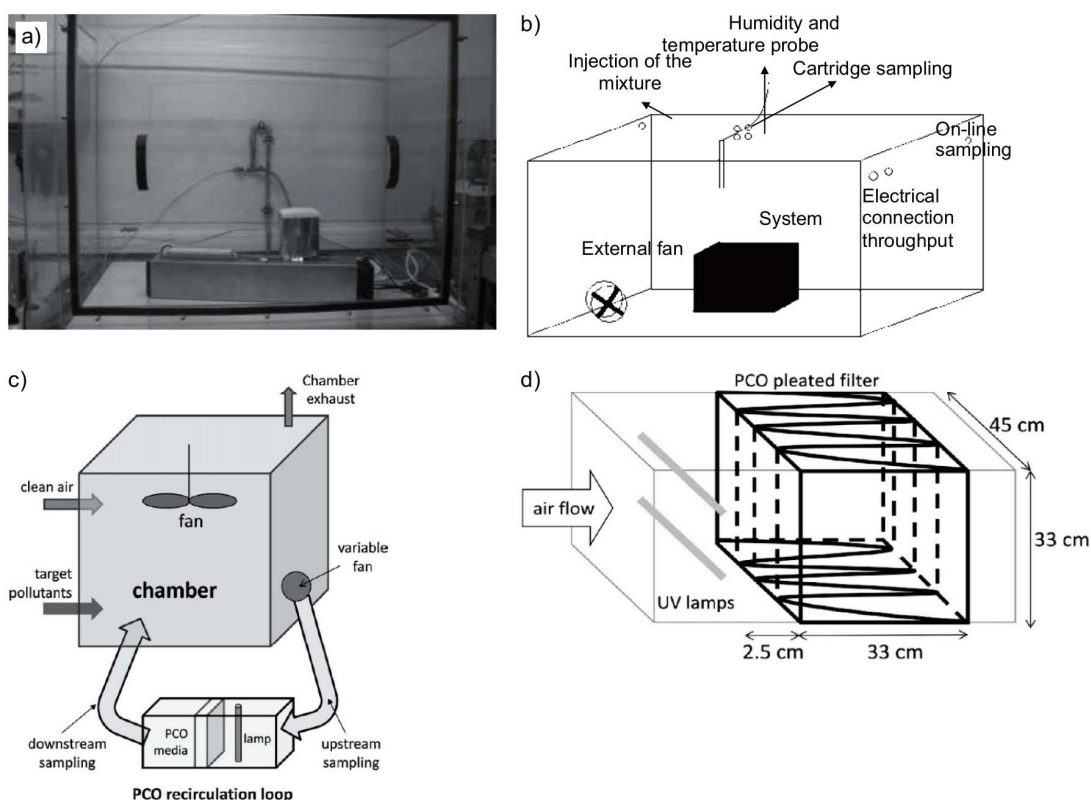 a)
b)
Humidity and
temperature probe
Injection of the
mixture
Cartridge sampling
On-line
sampling
Electrical
connection
throughput
System
External fan
c)
Chamber
exhaust
clean air
fan
variable
fan
target
pollutants
chamber
PCO
media
lamp
downstream
sampling
upstream
sampling
PCO recirculation loop
d)
PCO pleated filter
45 cm
air flow
33 cm
UV lamps
2.5 cm
33 cm